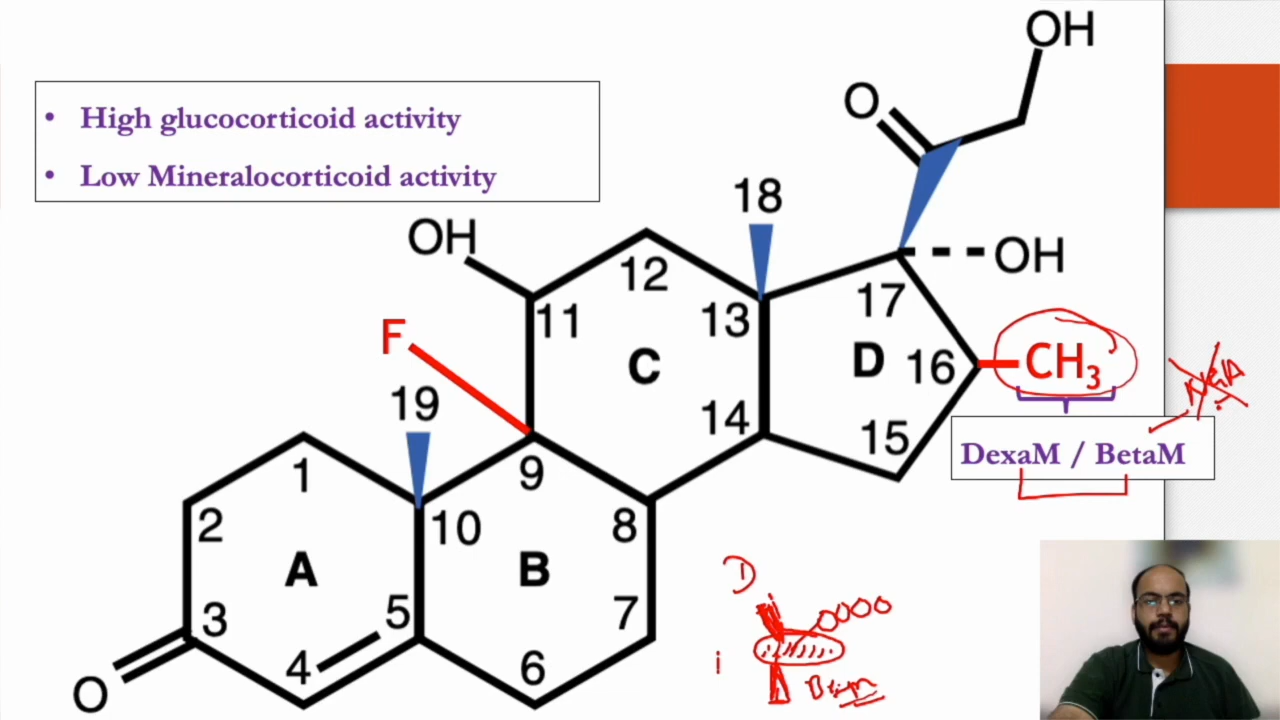 OH
• High glucocorticoid activity
O
• Low Mineralocorticoid activity
18
OH
12
OH
17
11
13
F
C
D
16
CH₃
19
14
15
DexaM / BetaM
1
9
2
10
8
A
B
D
5
7
3
4
6
O